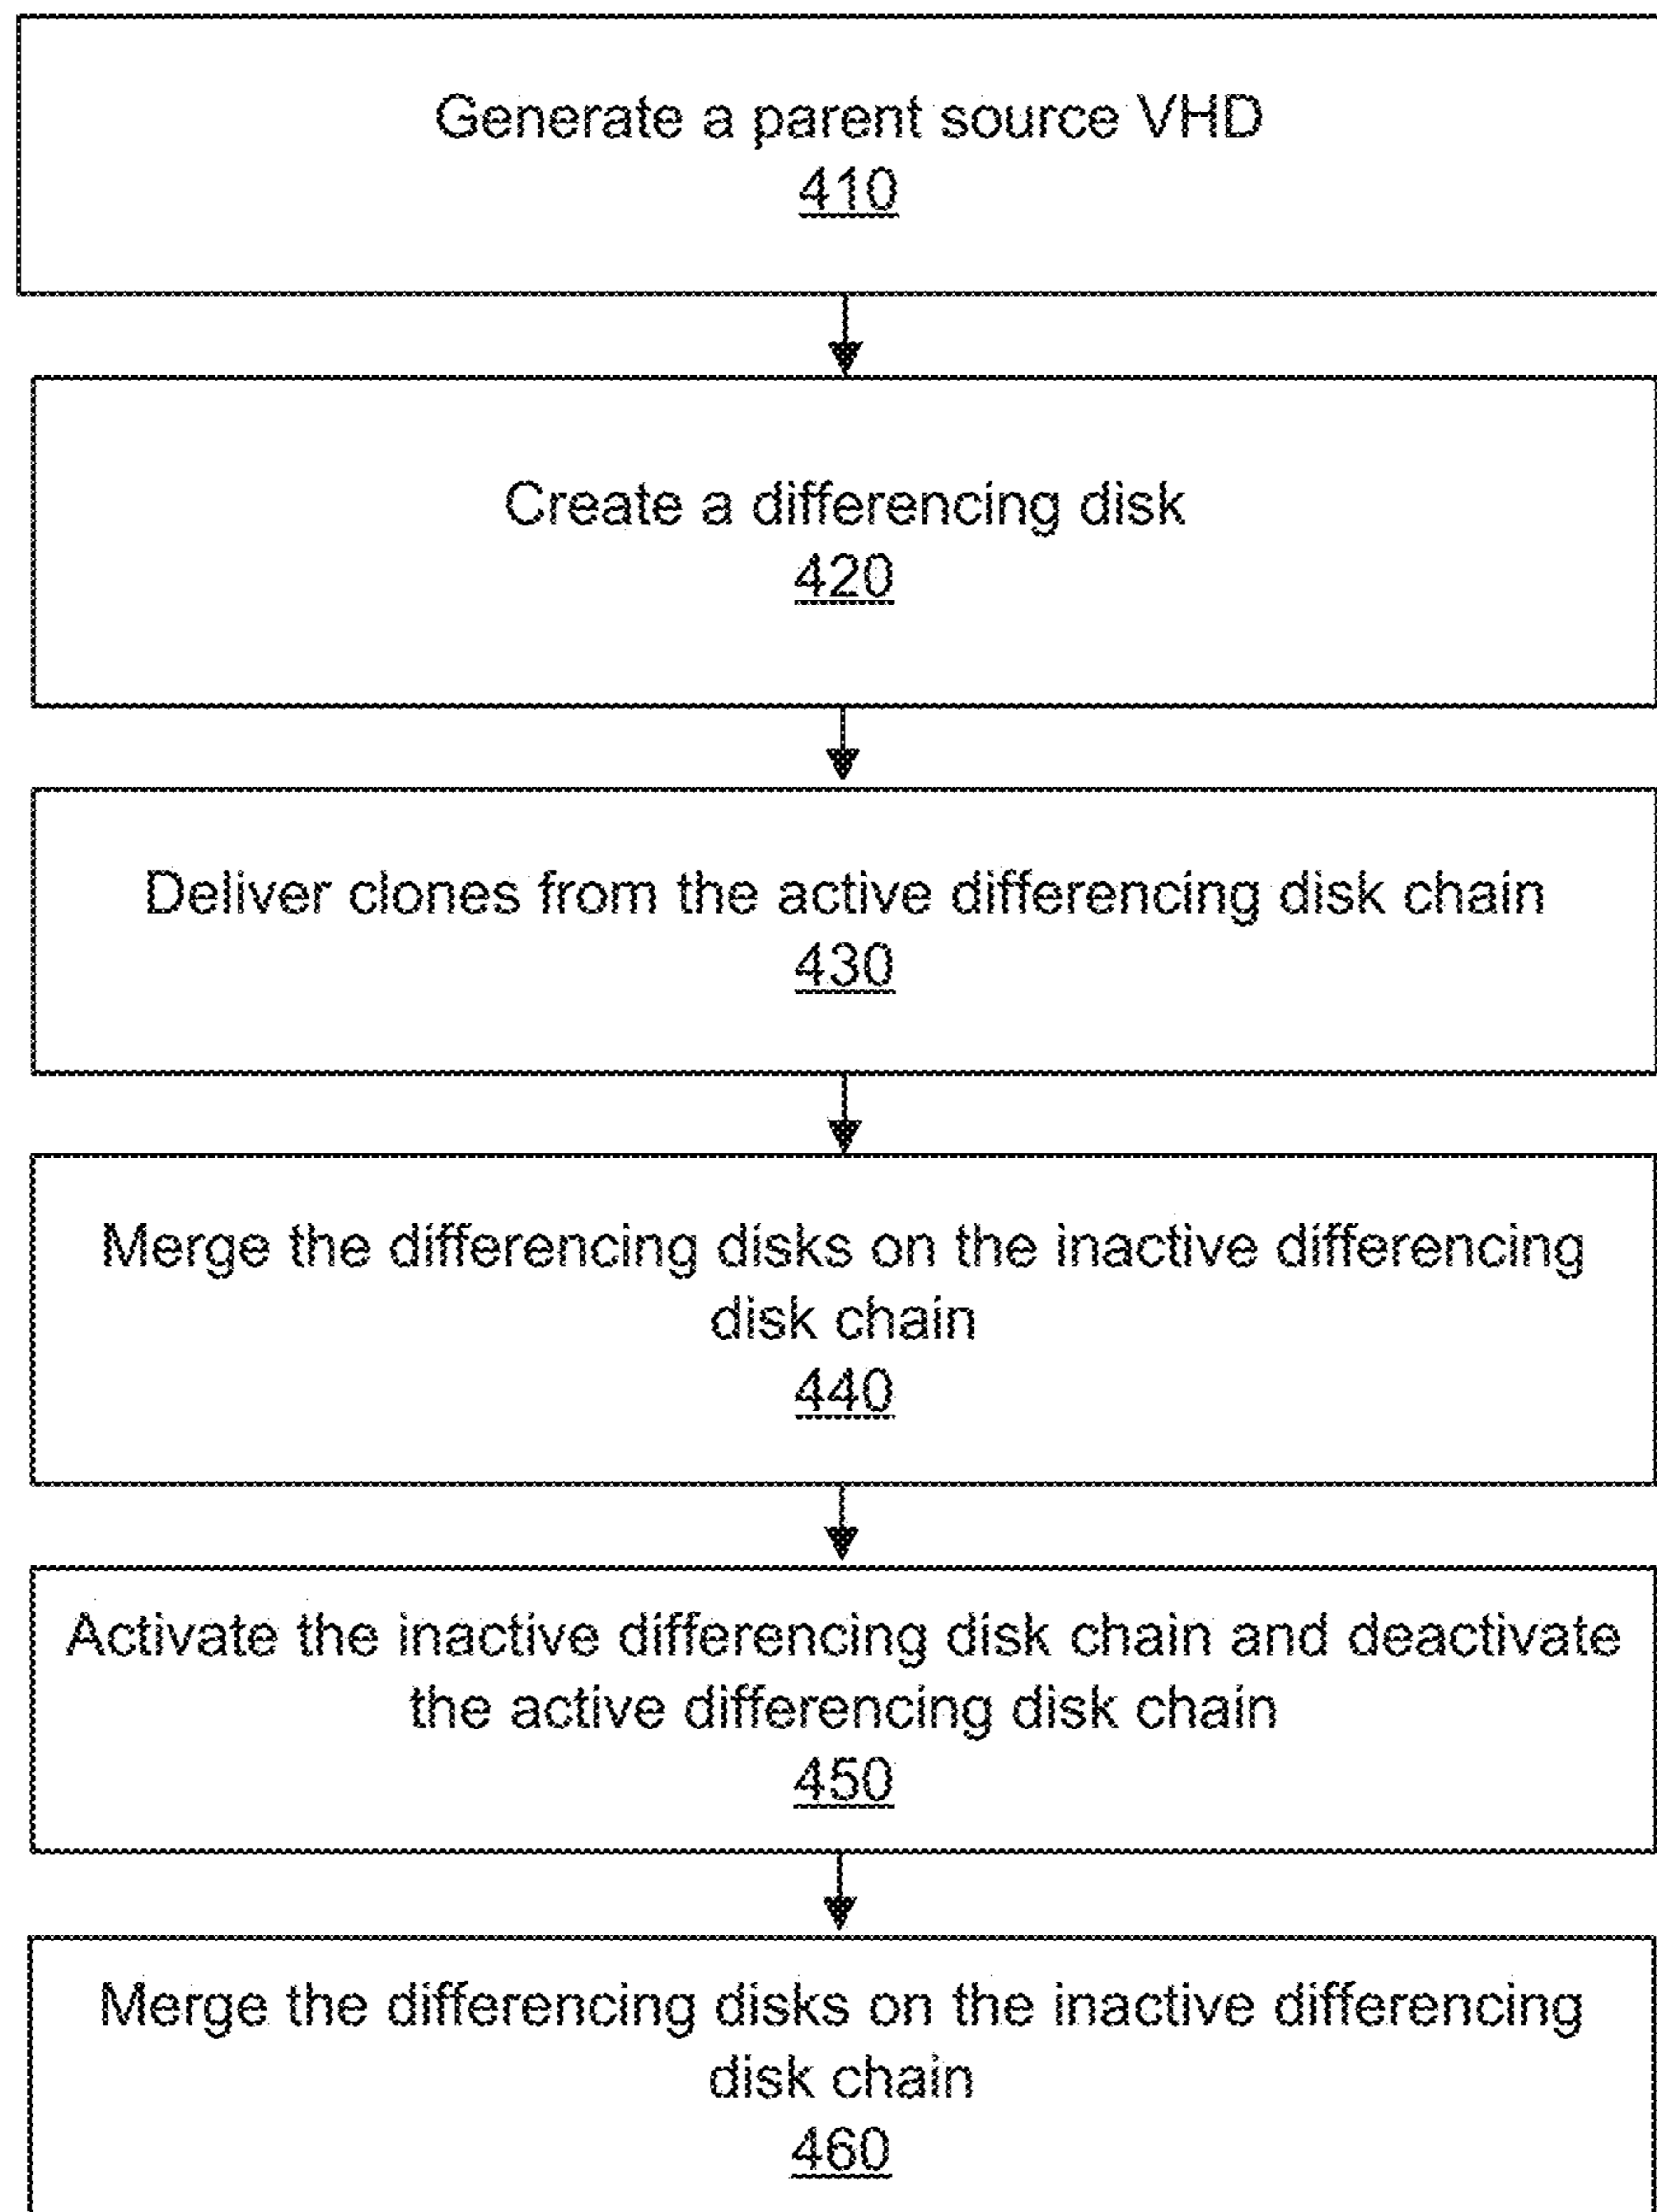 Generate a parent source VHD
410
Create a differencing disk
420
Deliver clones from the active differencing disk chain
430
Merge the differencing disks on the inactive differencing
disk chain
440
Activate the inactive differencing disk chain and deactivate
the active differencing disk chain
450
Merge the differencing disks on the inactive differencing
disk chain
460